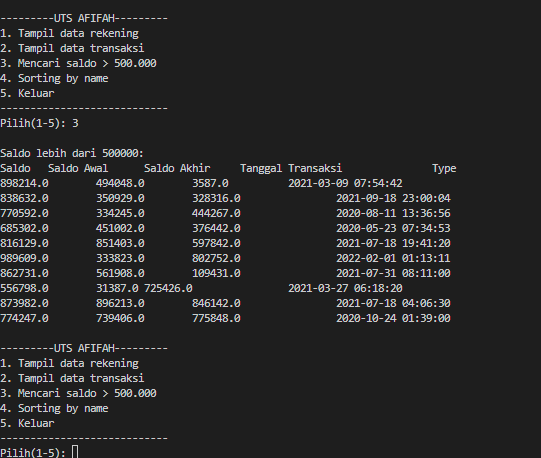 ---------UTS AFIFAH---------
1. Tampil data rekening
2. Tampil data transaksi
3. Mencari saldo > 500.000
4. Sorting by name
5. Keluar
----------------------------
Pilih(1-5): 3
Saldo lebih dari 500000:
Saldo   Saldo Awal      Saldo Akhir     Tanggal Transaksi               Type
898214.0        494048.0        3587.0          2021-03-09 07:54:42
838632.0        350929.0        328316.0                2021-09-18 23:00:04
770592.0        334245.0        444267.0                2020-08-11 13:36:56
685302.0        451002.0        376442.0                2020-05-23 07:34:53
816129.0        851403.0        597842.0                2021-07-18 19:41:20
989609.0        333823.0        802752.0                2022-02-01 01:13:11
862731.0        561908.0        109431.0                2021-07-31 08:11:00
556798.0        31387.0 725426.0                2021-03-27 06:18:20
873982.0        896213.0        846142.0                2021-07-18 04:06:30
774247.0        739406.0        775848.0                2020-10-24 01:39:00
---------UTS AFIFAH---------
1. Tampil data rekening
2. Tampil data transaksi
3. Mencari saldo > 500.000
4. Sorting by name
5. Keluar
----------------------------
Pilih(1-5):